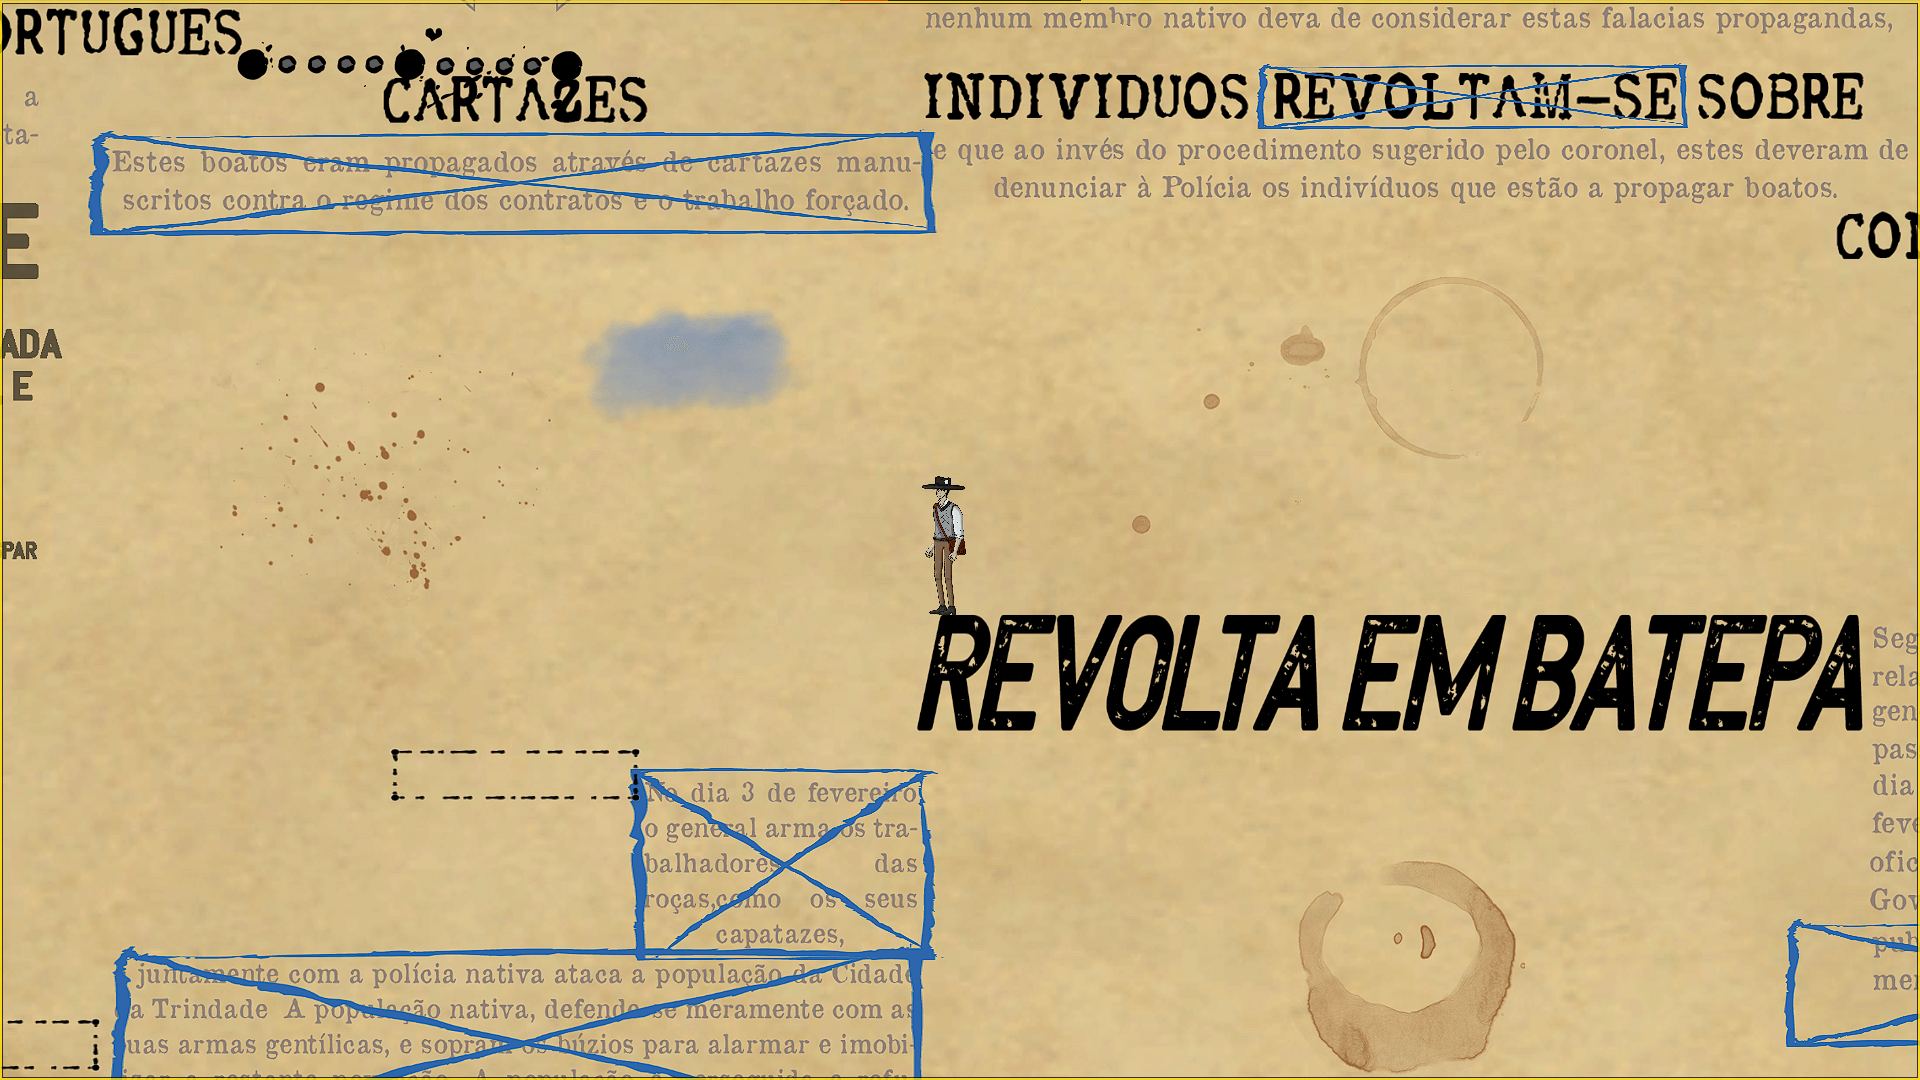 nenhum membro nativo deva de considerar estas falacias propagandas,
RTUGUES
CARTAZES
INDIVIDUOS REVOLTAM-SE SOBRE
a
ta-
Estes boatos eram propagados através de cartazes manu-
scritos contra o regime dos contratos e o trabalho forçado.
e que ao invés do procedimento sugerido pelo coronel, estes deveram de
denunciar à Polícia os indivíduos que estão a propagar boatos.
E
CO
ADA
E
PAR
REVOLTA EM BATEPA
Seg
rela
gen
pas
dia
feve
ofic
Gov
pub
mer
No dia 3 de fevereiro
o general arma os tra-
balhadores das
roças,como os seus
capatazes,
juntamente com a polícia nativa ataca a população da Cidade
a Trindade A população nativa, defende-se meramente com as
uas armas gentílicas, e sopram os búzios para alarmar e imobi-